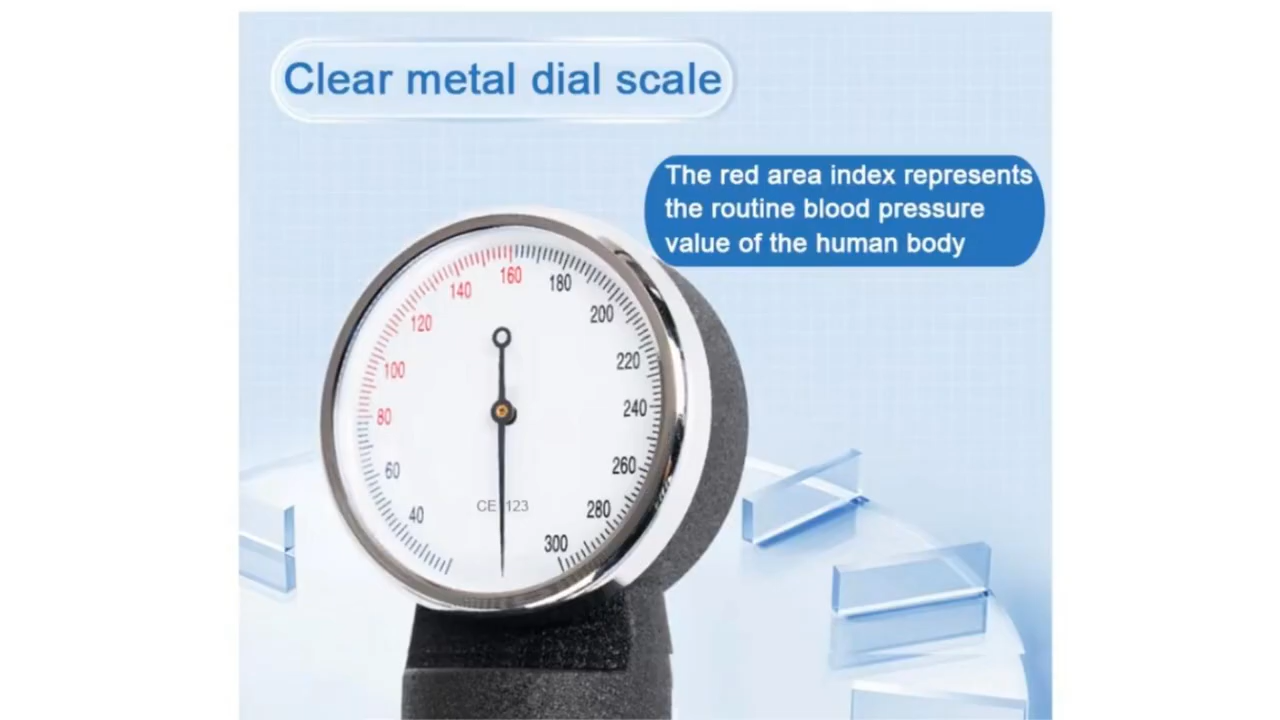 Clear metal dial scale
The red area index represents
the routine blood pressure
value of the human body
160
140
180
120
200
100
220
80
240
60
260
40
280
CE 123
300